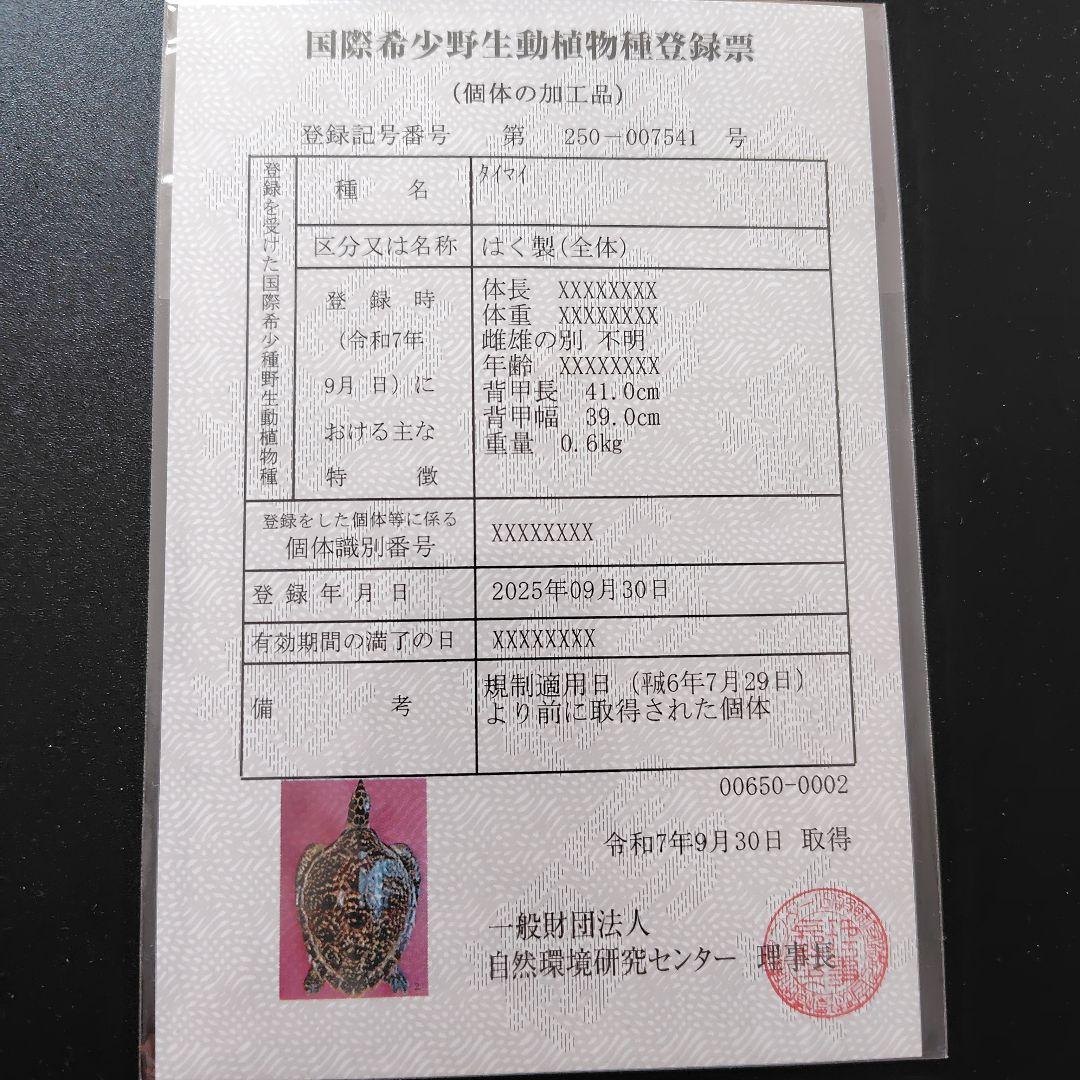 国際希少野生動植物種登録票
(個体の加工品)
登録記号番号 第 250-007541 号
登録を受けた国際希少種野生動植物種
種 名 タイマイ
区分又は名称 はく製(全体)
登録時
(令和7年
9月 日)に
おける主な
特 徴
体長 XXXXXXXX
体重 XXXXXXXX
雌雄の別 不明
年齢 XXXXXXXX
背甲長 41.0cm
背甲幅 39.0cm
重量 0.6kg
登録をした個体等に係る
個体識別番号 XXXXXXXX
登録年月日 2025年09月30日
有効期間の満了の日 XXXXXXXX
備 考
規制適用日(平成6年7月29日)
より前に取得された個体
00650-0002
令和7年9月30日 取得
一般財団法人
自然環境研究センター 理事長